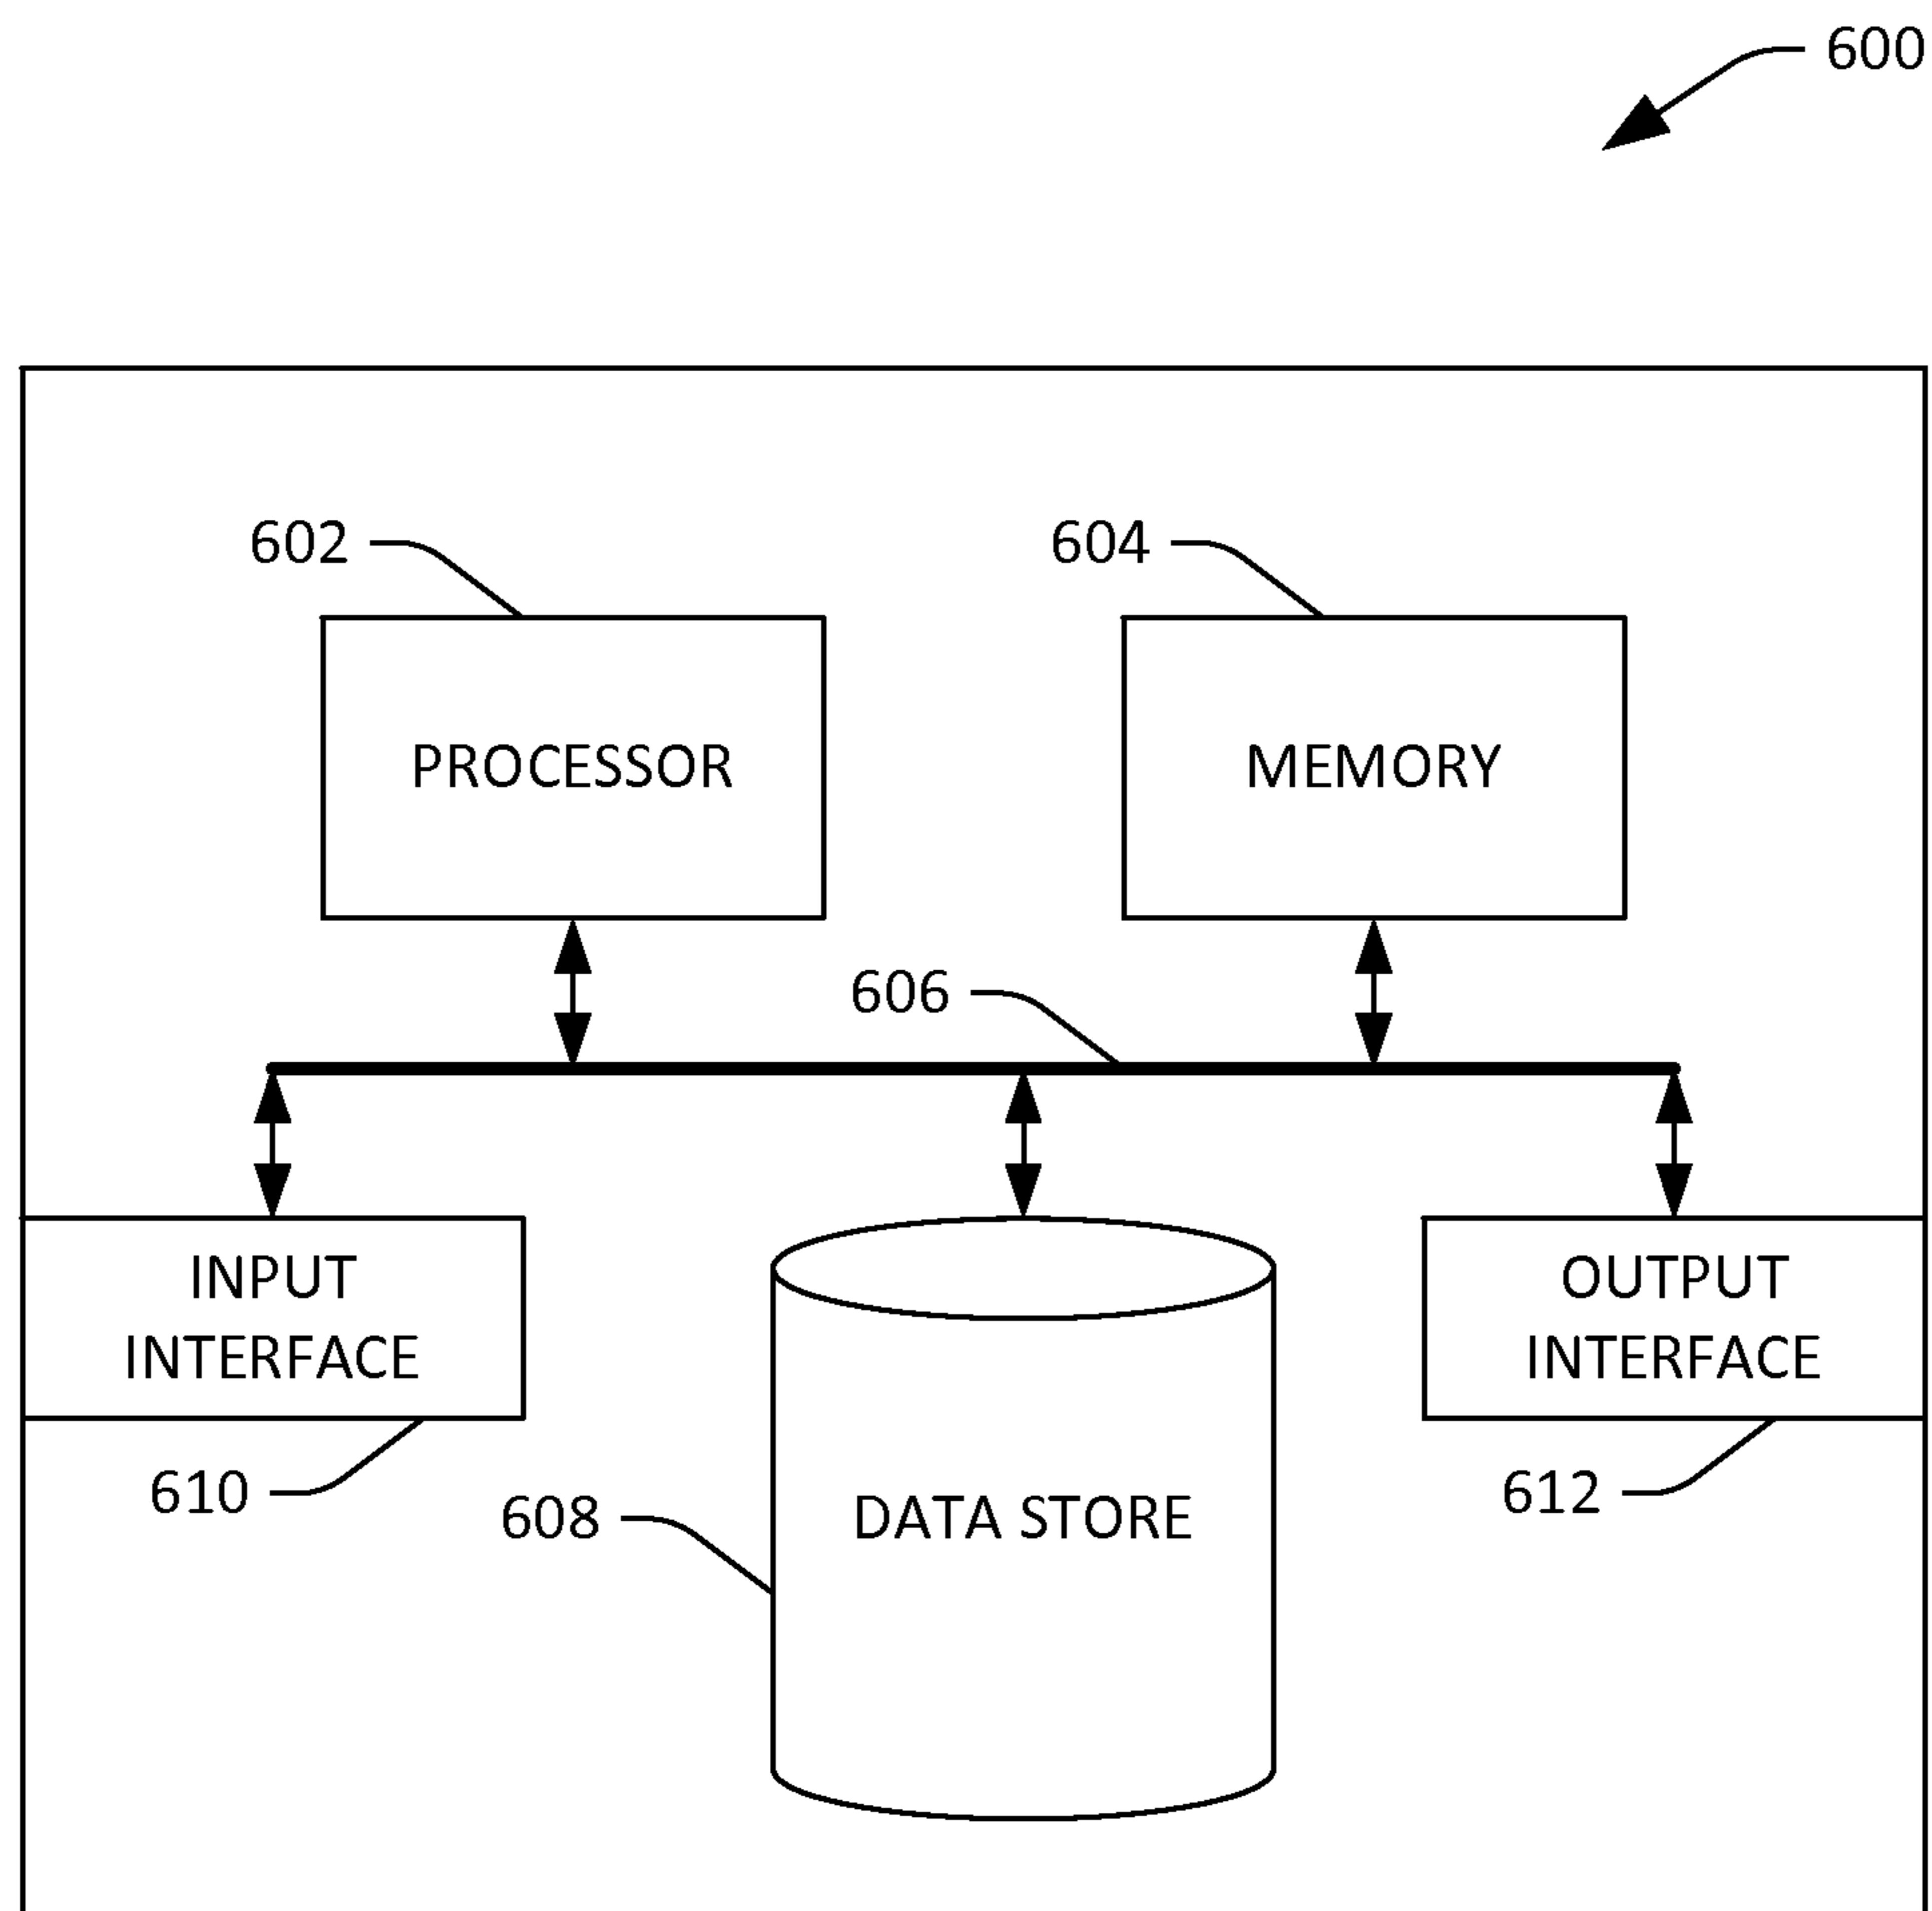 600
602
604
PROCESSOR
MEMORY
606
INPUT
INTERFACE
OUTPUT
INTERFACE
610
608
DATA STORE
612